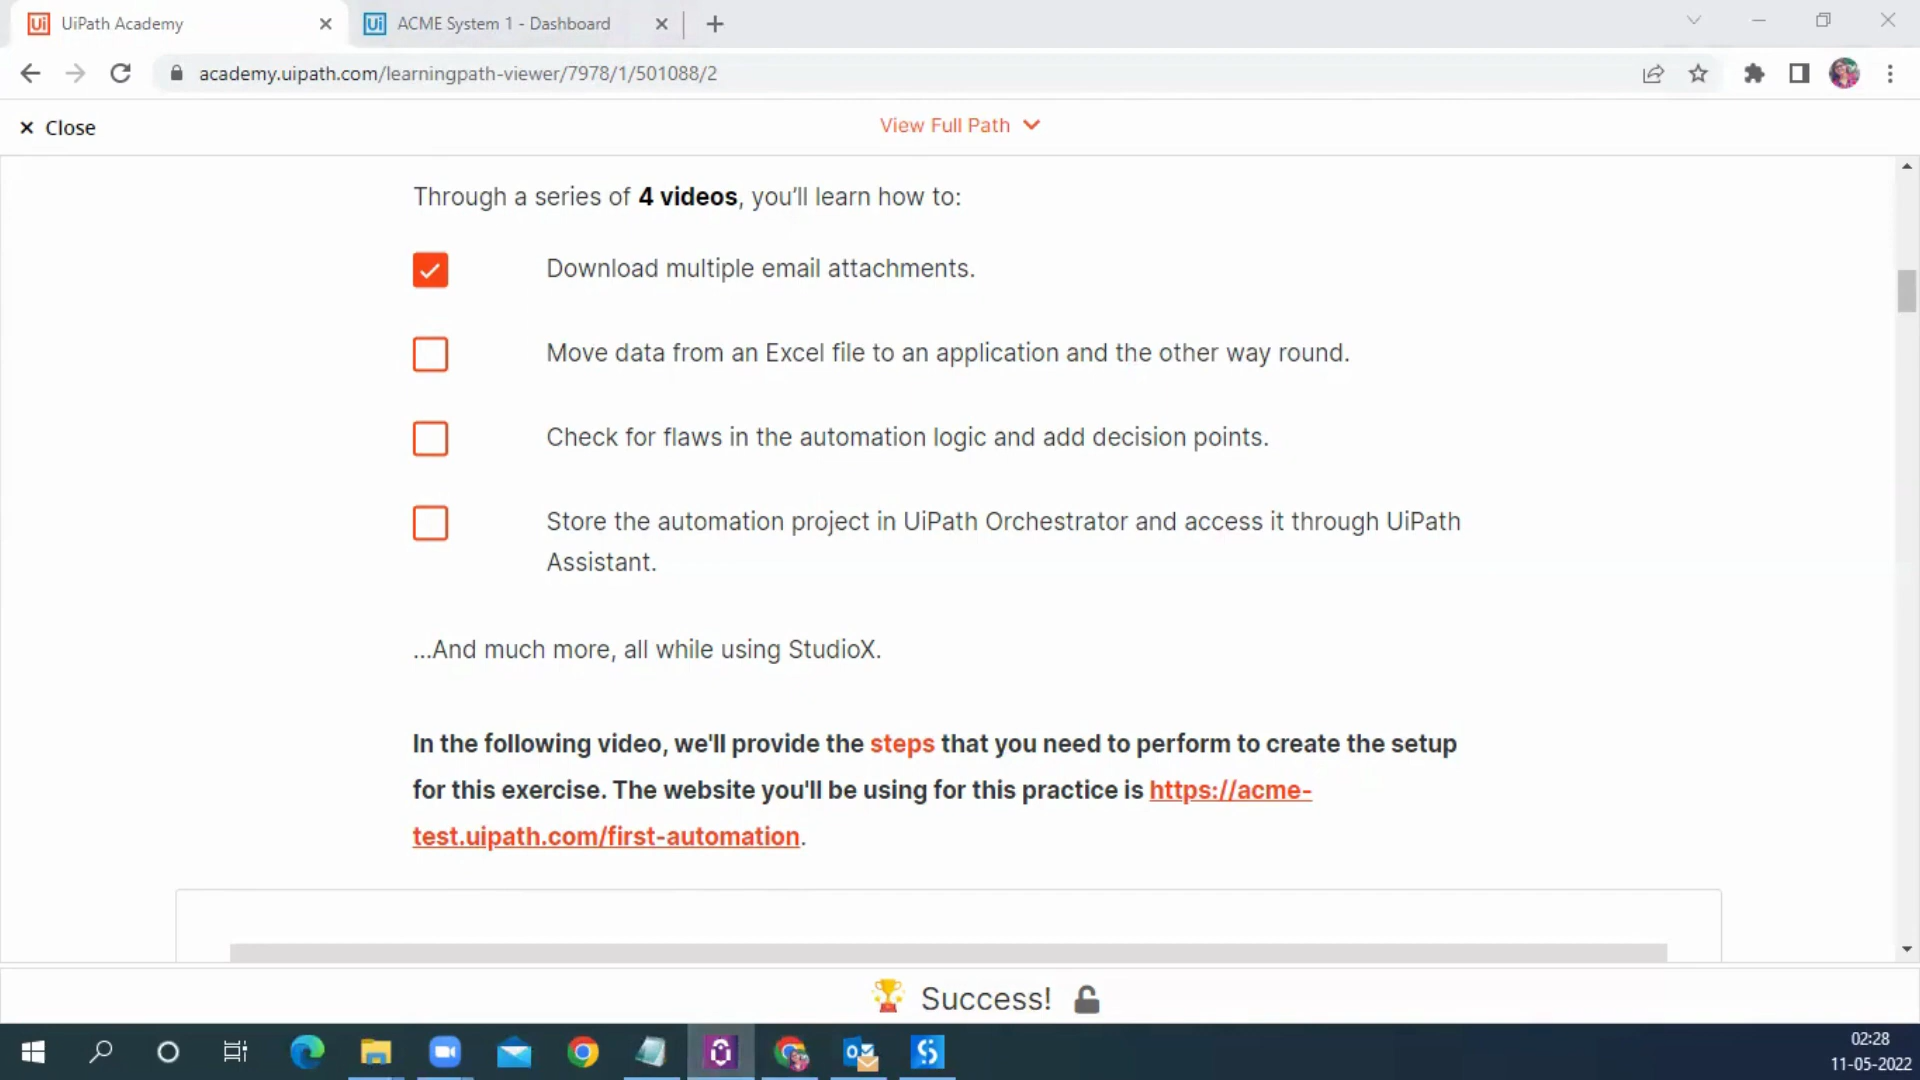 UiPath Academy
ACME System 1 - Dashboard
academy.uipath.com/learningpath-viewer/7978/1/501088/2
Close
View Full Path
Through a series of 4 videos, you'll learn how to:
Download multiple email attachments.
Move data from an Excel file to an application and the other way round.
Check for flaws in the automation logic and add decision points.
Store the automation project in UiPath Orchestrator and access it through UiPath
Assistant.
...And much more, all while using StudioX.
In the following video, we'll provide the steps that you need to perform to create the setup
for this exercise. The website you'll be using for this practice is https://acme-
test.uipath.com/first-automation.
Success!
02:28
11-05-2022